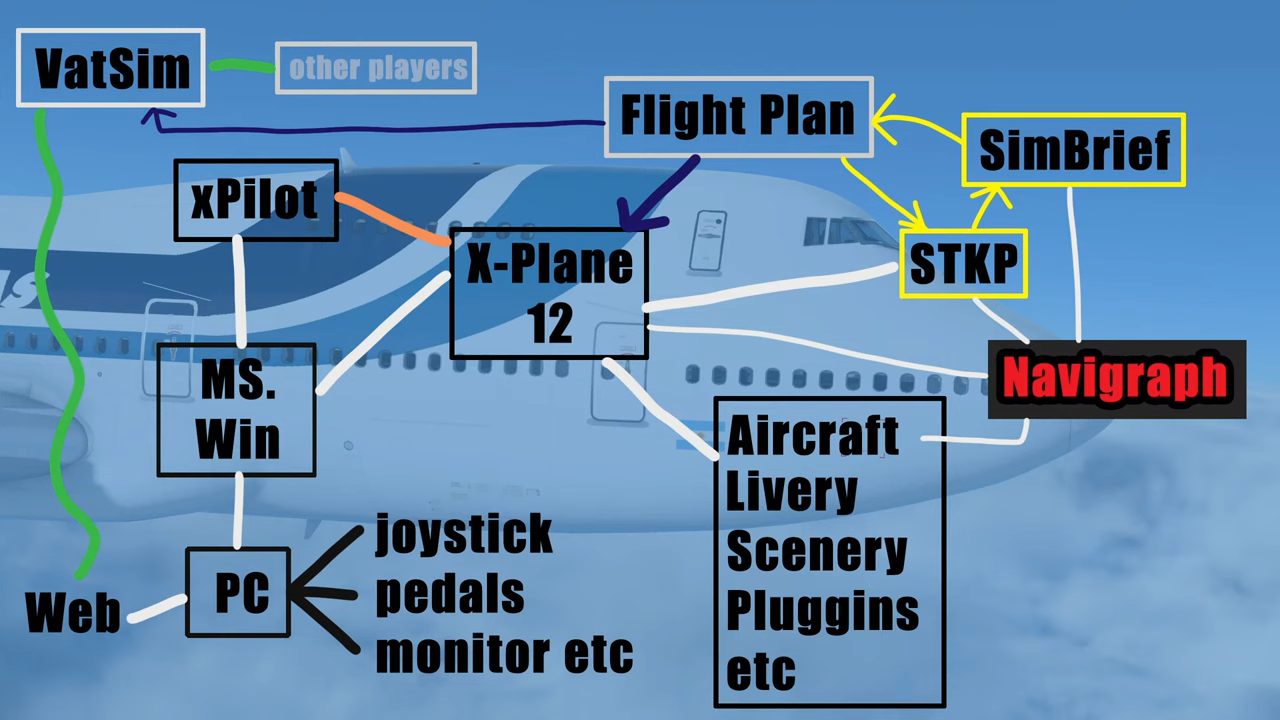 VatSim
other players
Flight Plan
SimBrief
xPilot
X-Plane
12
STKP
MS.
Win
Navigraph
Aircraft
Livery
Scenery
Pluggins
etc
joystick
pedals
monitor etc
PC
Web